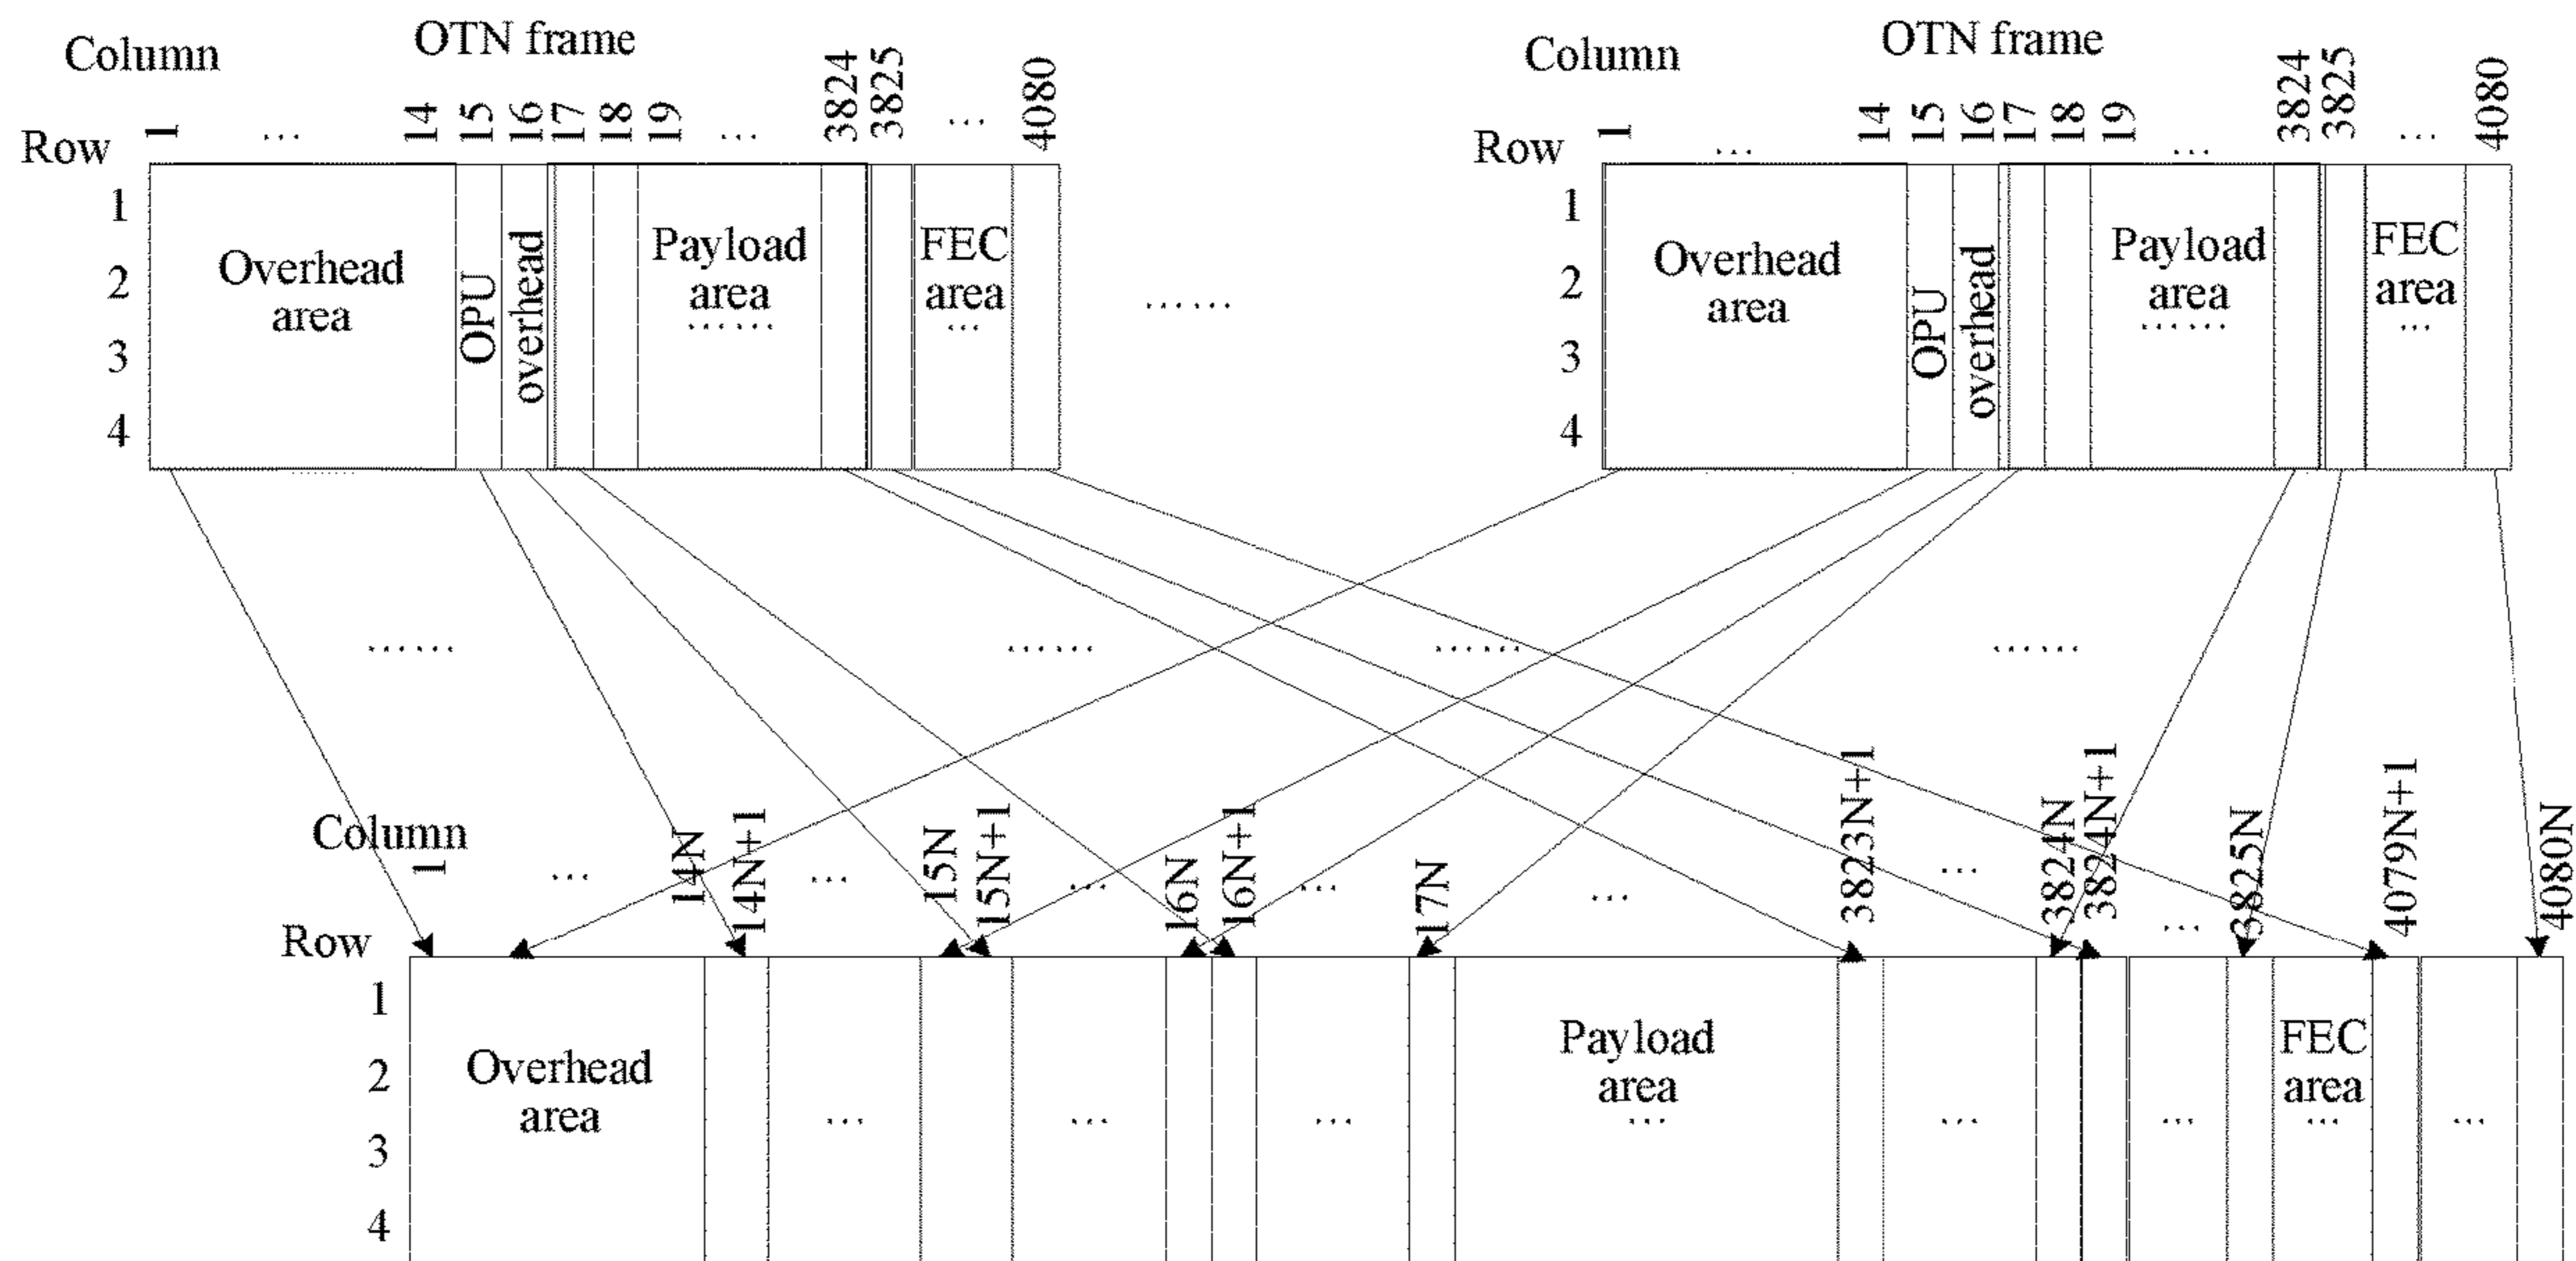 Column OTN frame
1 ... 14 15 16 17 18 19 ... 3824 3825 ... 4080
Row
1
2
3
4
Overhead
area
OPU
overhead
Payload
area
......
FEC
area
...
......
Column OTN frame
1 ... 14 15 16 17 18 19 ... 3824 3825 ... 4080
Row
1
2
3
4
Overhead
area
OPU
overhead
Payload
area
......
FEC
area
...
...... ...... ...... ......
Column
1 ... 14N 14N+1 ... 15N 15N+1 ... 16N 16N+1 ... 17N ... 3823N+1 ... 3824N 3824N+1 ... 3825N 4079N+1 4080N
Row
1
2
3
4
Overhead
area
... ... ...
Payload
area
...
... ...
FEC
area
...
...